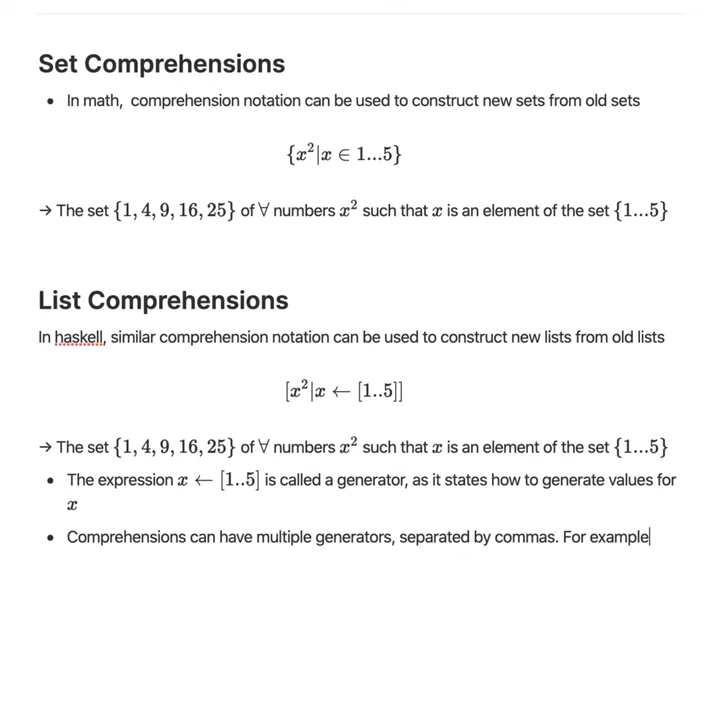 Set Comprehensions
• In math, comprehension notation can be used to construct new sets from old sets
{x²|x ∈ 1...5}
→ The set {1, 4, 9, 16, 25} of ∀ numbers x² such that x is an element of the set {1...5}
List Comprehensions
In haskell, similar comprehension notation can be used to construct new lists from old lists
[x²|x ← [1..5]]
→ The set {1, 4, 9, 16, 25} of ∀ numbers x² such that x is an element of the set {1...5}
• The expression x ← [1..5] is called a generator, as it states how to generate values for
x
• Comprehensions can have multiple generators, separated by commas. For example